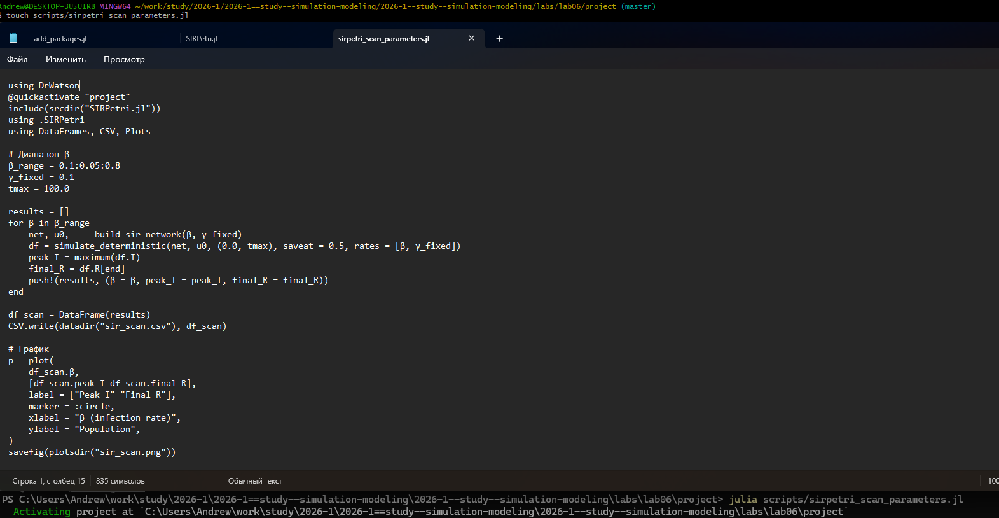 Andrew@DESKTOP-3U5UIRB MINGW64 ~/work/study/2026-1/2026-1==study--simulation-modeling/2026-1--study--simulation-modeling/labs/lab06/project (master)
$ touch scripts/sirpetri_scan_parameters.jl
add_packages.jl SIRPetri.jl sirpetri_scan_parameters.jl
Файл Изменить Просмотр
using DrWatson
@quickactivate "project"
include(srcdir("SIRPetri.jl"))
using .SIRPetri
using DataFrames, CSV, Plots
# Диапазон β
β_range = 0.1:0.05:0.8
γ_fixed = 0.1
tmax = 100.0
results = []
for β in β_range
    net, u0, _ = build_sir_network(β, γ_fixed)
    df = simulate_deterministic(net, u0, (0.0, tmax), saveat = 0.5, rates = [β, γ_fixed])
    peak_I = maximum(df.I)
    final_R = df.R[end]
    push!(results, (β = β, peak_I = peak_I, final_R = final_R))
end
df_scan = DataFrame(results)
CSV.write(datadir("sir_scan.csv"), df_scan)
# График
p = plot(
    df_scan.β,
    [df_scan.peak_I df_scan.final_R],
    label = ["Peak I" "Final R"],
    marker = :circle,
    xlabel = "β (infection rate)",
    ylabel = "Population",
)
savefig(plotsdir("sir_scan.png"))
Строка 1, столбец 15 835 символов Обычный текст 100
PS C:\Users\Andrew\work\study\2026-1\2026-1==study--simulation-modeling\2026-1--study--simulation-modeling\labs\lab06\project> julia scripts/sirpetri_scan_parameters.jl
  Activating project at `C:\Users\Andrew\work\study\2026-1\2026-1==study--simulation-modeling\2026-1--study--simulation-modeling\labs\lab06\project`